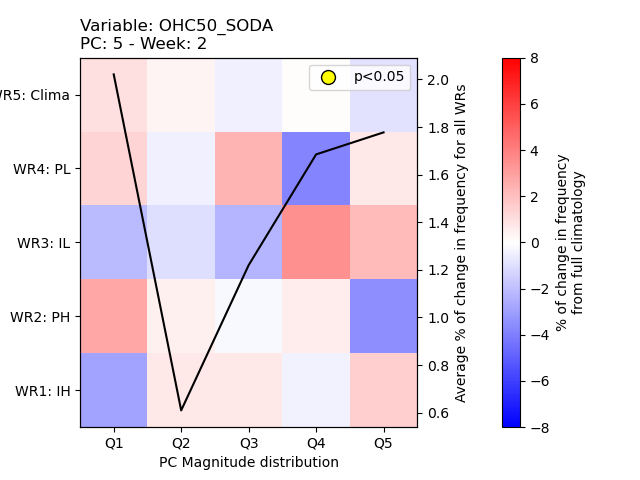 Variable: OHC50_SODA
PC: 5 - Week: 2
p<0.05
WR5: Clima
WR4: PL
WR3: IL
WR2: PH
WR1: IH
Q1 Q2 Q3 Q4 Q5
PC Magnitude distribution
2.0
1.8
1.6
1.4
1.2
1.0
0.8
0.6
Average % of change in frequency for all WRs
8
6
4
2
0
−2
−4
−6
−8
% of change in frequency
from full climatology